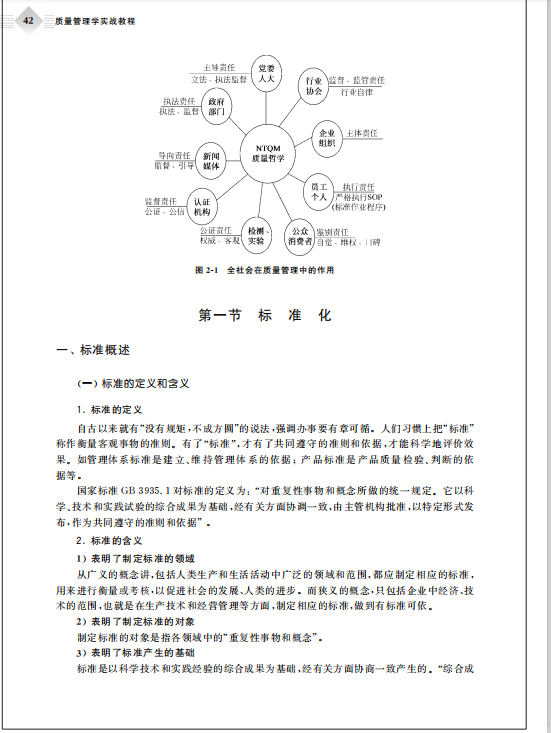 42
质量管理学实战教程
主导责任
立法、执法监督
党委
人大
行业
协会
监督、监管责任
行业自律
执法责任
执法、监督
政府
部门
企业
组织
主体责任
NTQM
质量哲学
导向责任
监督、引导
新闻
媒体
员工
个人
执行责任
严格执行SOP
(标准作业程序)
监督责任
公证、公信
认证
机构
公证责任
权威、客观
检测、
实验
公众
消费者
鉴别责任
自觉、维权、口碑
图 2-1 全社会在质量管理中的作用
第一节 标 准 化
一、标准概述
(一) 标准的定义和含义
1. 标准的定义
自古以来就有“没有规矩,不成方圆”的说法,强调办事要有章可循。人们习惯上把“标准”
称作衡量客观事物的准则。有了“标准”,才有了共同遵守的准则和依据,才能科学地评价效
果。如管理体系标准是建立、维持管理体系的依据; 产品标准是产品质量检验、判断的依
据等。
国家标准 GB 3935.1 对标准的定义为: “对重复性事物和概念所做的统一规定。它以科
学、技术和实践试验的综合成果为基础,经有关方面协调一致,由主管机构批准,以特定形式发
布,作为共同遵守的准则和依据”。
2. 标准的含义
1) 表明了制定标准的领域
从广义的概念讲,包括人类生产和生活活动中广泛的领域和范围,都应制定相应的标准,
用来进行衡量或考核,以促进社会的发展、人类的进步。而狭义的概念,只包括企业中经济、技
术的范围,也就是在生产技术和经营管理等方面,制定相应的标准,做到有标准可依。
2) 表明了制定标准的对象
制定标准的对象是指各领域中的“重复性事物和概念”。
3) 表明了标准产生的基础
标准是以科学技术和实践经验的综合成果为基础,经有关方面协商一致产生的。“综合成